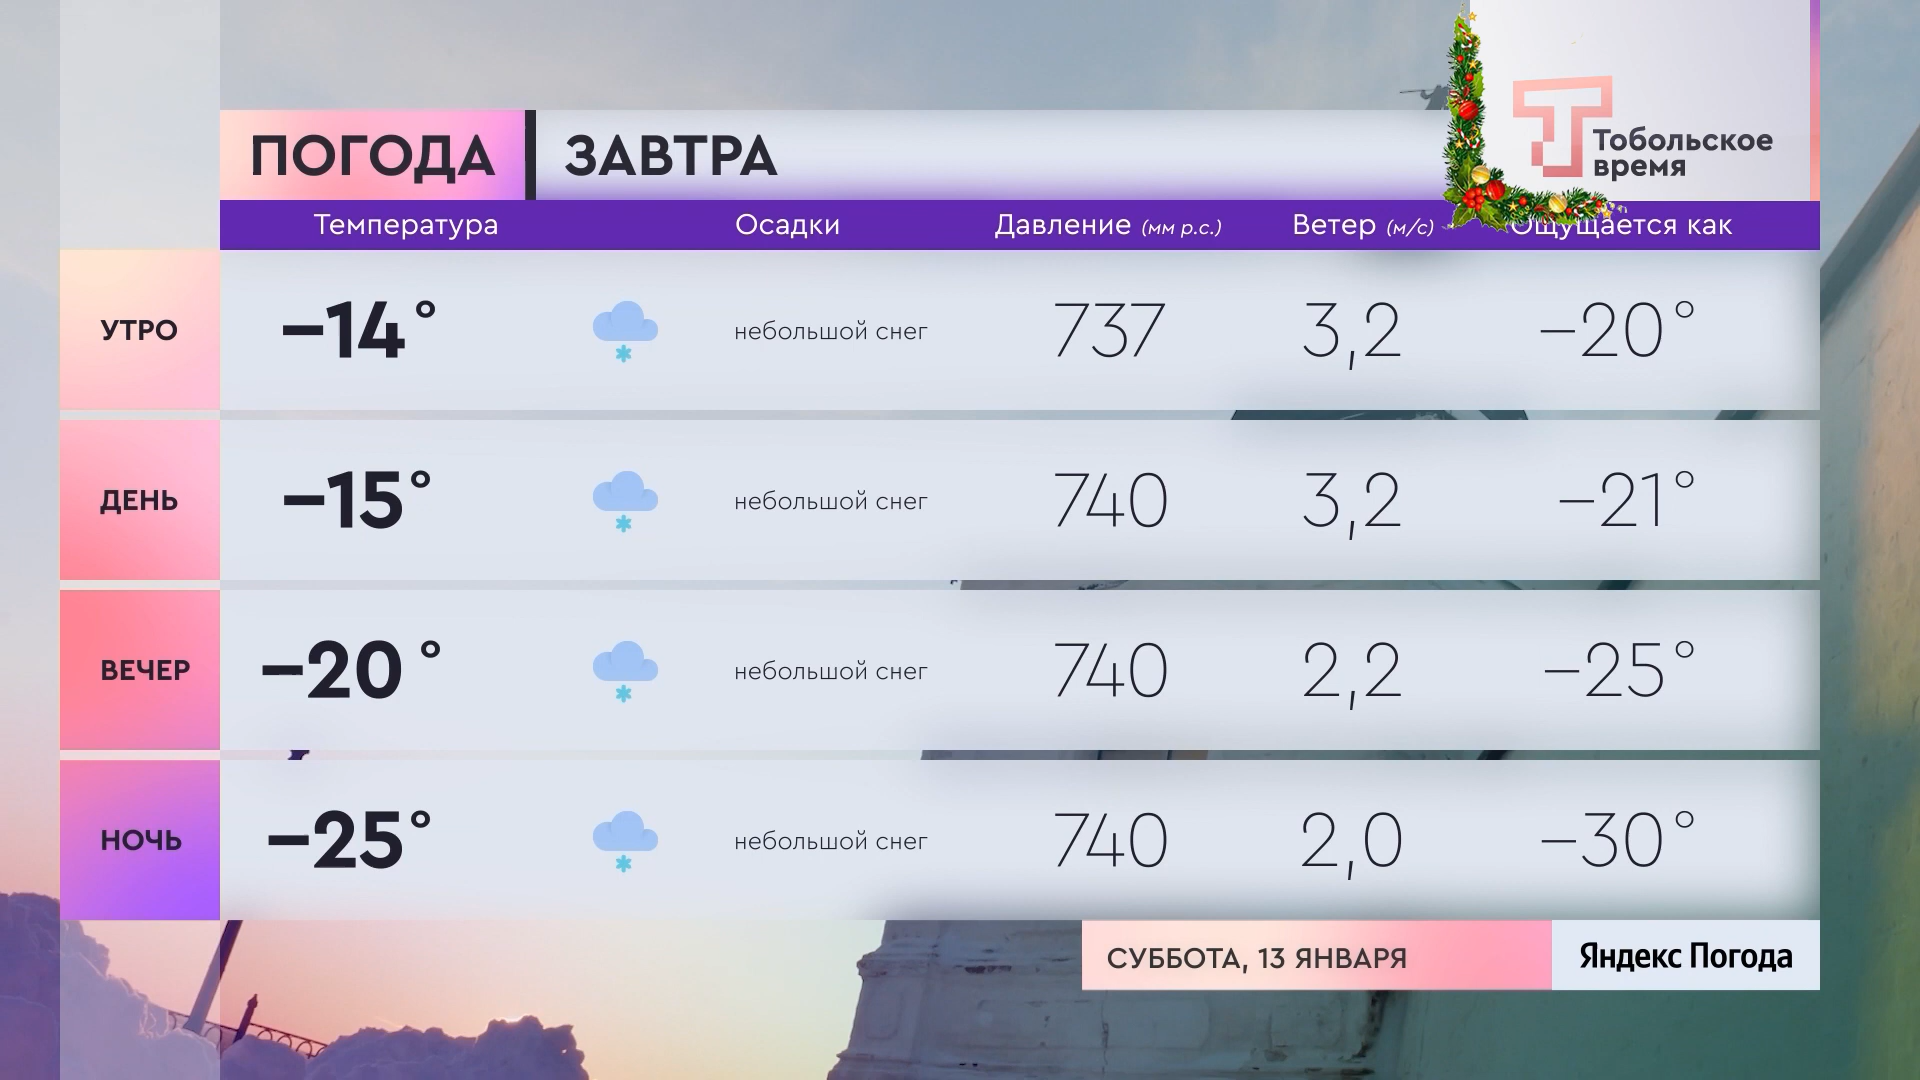 ПОГОДА ЗАВТРА
Тобольское
время
Температура Осадки Давление (мм р.с.) Ветер (м/с) Ощущается как
УТРО −14° небольшой снег 737 3,2 −20°
ДЕНЬ −15° небольшой снег 740 3,2 −21°
ВЕЧЕР −20° небольшой снег 740 2,2 −25°
НОЧЬ −25° небольшой снег 740 2,0 −30°
СУББОТА, 13 ЯНВАРЯ Яндекс Погода